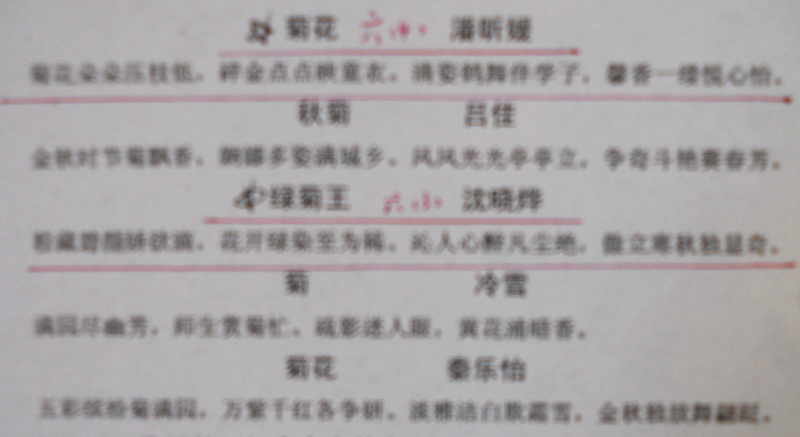 菊花 六(4) 潘昕媛
菊花朵朵压枝低，碎金点点映童衣。清姿鹤舞伴学子，馨香一缕悦心怡。
秋菊 吕佳
金秋时节菊飘香，婀娜多姿满城乡。风风光光亭亭立，争奇斗艳赛春芳。
绿菊王 六(3) 沈晓烨
粉藏碧颜娇欲滴，花开绿染至为稀。沁人心醉凡尘绝，傲立寒秋独显奇。
菊 冷雪
满园尽幽芳，师生赏菊忙。疏影迷人眼，黄花涌暗香。
菊花 秦乐怡
五彩缤纷菊满园，万紫千红各争妍。淡雅洁白欺霜雪，金秋独放舞翩跹。